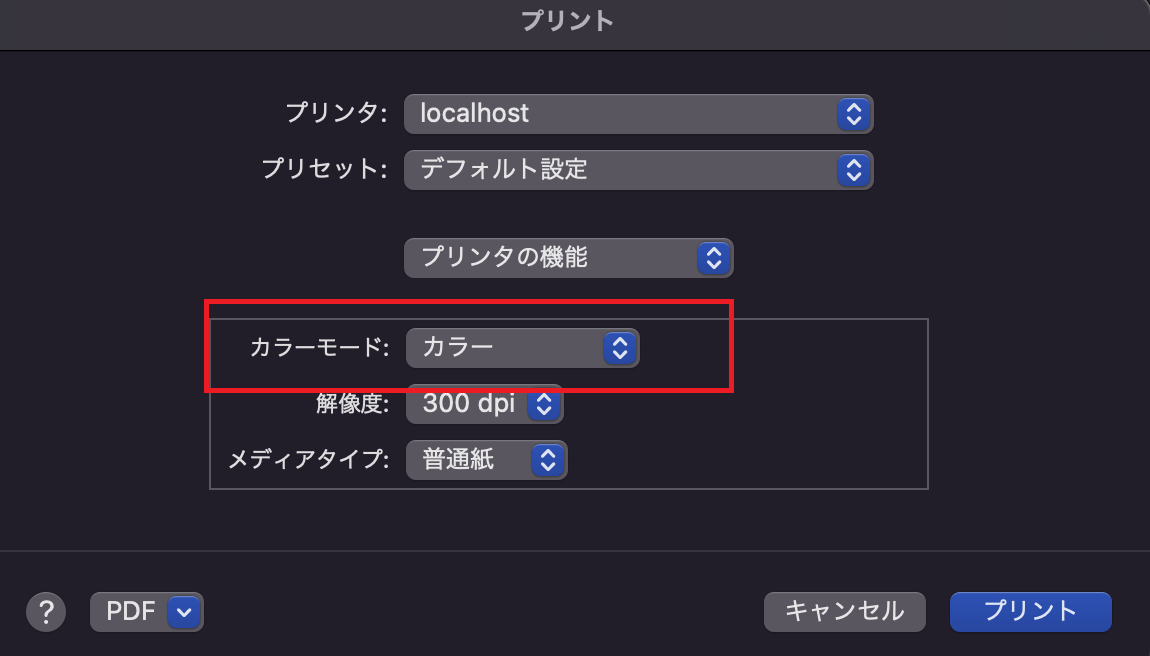 プリント
プリンタ: localhost
プリセット: デフォルト設定
プリンタの機能
カラーモード: カラー
解像度: 300 dpi
メディアタイプ: 普通紙
? PDF キャンセル プリント